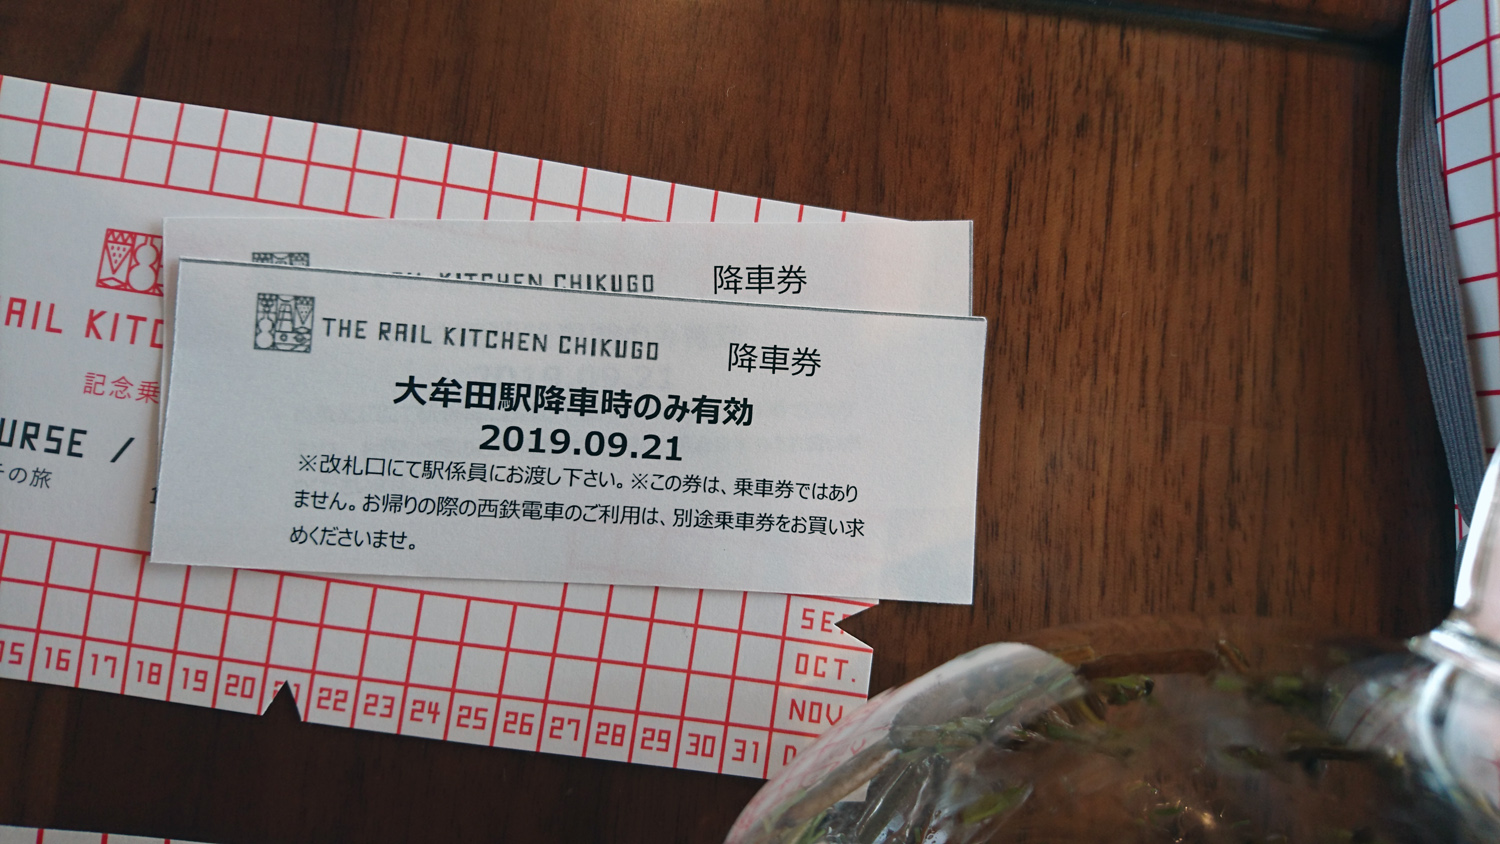 KITCHEN CHIKUGO 降車券
THE RAIL KITCHEN CHIKUGO 降車券
大牟田駅降車時のみ有効
2019.09.21
※改札口にて駅係員にお渡し下さい。※この券は、乗車券ではあり
ません。お帰りの際の西鉄電車のご利用は、別途乗車券をお買い求
めくださいませ。
RAIL KITC
記念乗
URSE /
の旅
SE
OCT.
NOV
15 16 17 18 19 20 21 22 23 24 25 26 27 28 29 30 31 D